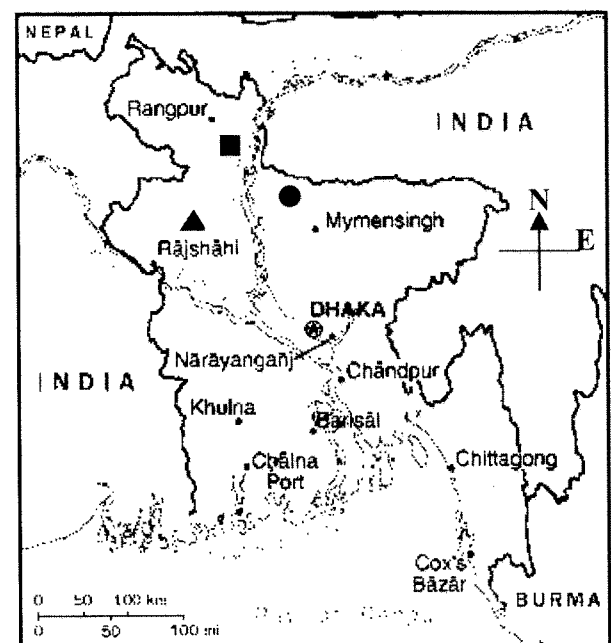 NEPAL
Rangpur
INDIA
Mymensingh
Rājshāhi
N
E
DHAKA
Nārāyanganj
INDIA
Chāndpur
Khulna
Barisāl
Chālna
Port
Chittagong
Cox's
Bāzār
BURMA
0 50 100 km
0 50 100 mi